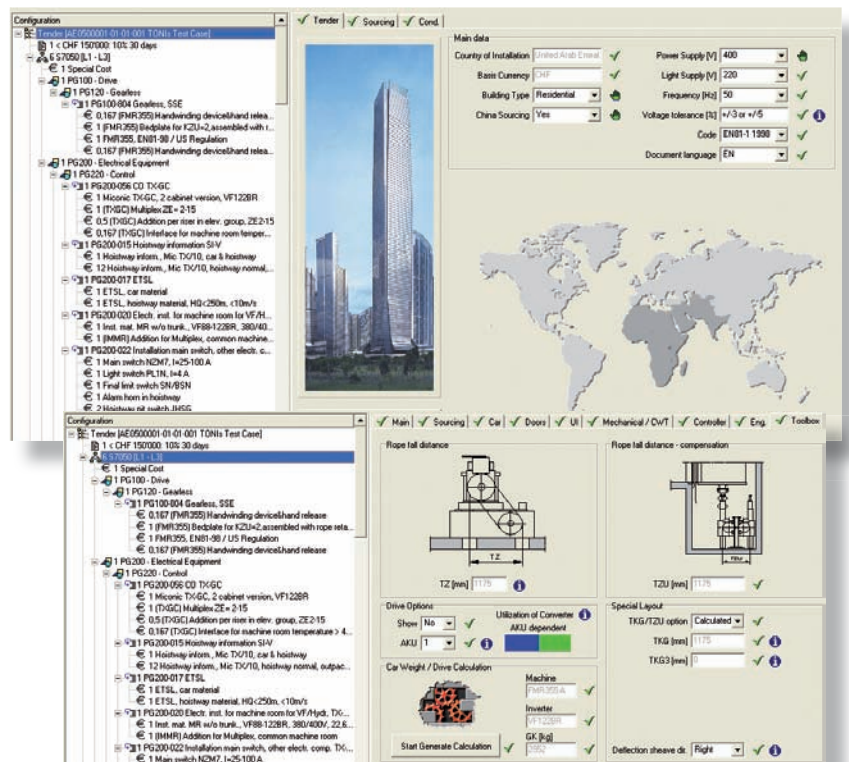 Configuration
Tender [AE0500001-01-01-001 TONIs Test Case]
1 < CHF 150'000: 10% 30 days
6 S7050 [L1 - L3]
1 Special Cost
1 PG100 - Drive
1 PG120 - Gearless
1 PG100-804 Gearless, SSE
0,167 (FMR355) Handwinding device&hand relea...
1 (FMR355) Bedplate for KZU=2,assembled with r...
1 FMR355, EN81-98 / US Regulation
0,167 (FMR355) Handwinding device&hand relea...
1 PG200 - Electrical Equipment
1 PG220 - Control
1 PG200-056 CO TX-GC
1 Miconic TX-GC, 2 cabinet version, VF122BR
1 (TXGC) Multiplex ZE = 2-15
0,5 (TXGC) Addition per riser in elev. group, ZE2-15
0,167 (TXGC) Interface for machine room temper...
1 PG200-015 Hoistway information SI-V
1 Hoistway inform., Mic TX/10, car & hoistway
12 Hoistway inform., Mic TX/10, hoistway normal,...
1 PG200-017 ETSL
1 ETSL, car material
1 ETSL, hoistway material, HQ<250m, <10m/s
1 PG200-020 Electr. inst. for machine room for VF/H...
1 Inst. mat. MR w/o trunk., VF88-122BR, 380/40...
1 (IMMR) Addition for Multiplex, common machine...
1 PG200-022 Installation main switch, other electr. c...
1 Main switch NZM7, I=25-100 A
1 Light switch PL1N, I=4 A
1 Final limit switch SN/BSN
1 Alarm horn in hoistway
2 Hoistway pit switch JHSG
Tender
Sourcing
Cond.
Main data
Country of Installation United Arab Emirat.
Basis Currency CHF
Building Type Residential
China Sourcing Yes
Power Supply [V] 400
Light Supply [V] 220
Frequency [Hz] 50
Voltage tolerance [%] +/-3 or +/-5
Code EN81-1 1998
Document language EN
Configuration
Tender [AE0500001-01-01-001 TONIs Test Case]
1 < CHF 150'000: 10% 30 days
6 S7050 [L1 - L3]
1 Special Cost
1 PG100 - Drive
1 PG120 - Gearless
1 PG100-804 Gearless, SSE
0,167 (FMR355) Handwinding device&hand release
1 (FMR355) Bedplate for KZU=2,assembled with rope rela...
1 FMR355, EN81-98 / US Regulation
0,167 (FMR355) Handwinding device&hand release
1 PG200 - Electrical Equipment
1 PG220 - Control
1 PG200-056 CO TX-GC
1 Miconic TX-GC, 2 cabinet version, VF122BR
1 (TXGC) Multiplex ZE = 2-15
0,5 (TXGC) Addition per riser in elev. group, ZE2-15
0,167 (TXGC) Interface for machine room temperature > 4...
1 PG200-015 Hoistway information SI-V
1 Hoistway inform., Mic TX/10, car & hoistway
12 Hoistway inform., Mic TX/10, hoistway normal, outpac...
1 PG200-017 ETSL
1 ETSL, car material
1 ETSL, hoistway material, HQ<250m, <10m/s
1 PG200-020 Electr. inst. for machine room for VF/Hydr, TX-...
1 Inst. mat. MR w/o trunk., VF88-122BR, 380/400V, 22,6...
1 (IMMR) Addition for Multiplex, common machine room
1 PG200-022 Installation main switch, other electr. comp. TX-...
1 Main switch NZM7, I=25-100 A
Main
Sourcing
Car
Doors
UI
Mechanical / CWT
Controller
Eng.
Toolbox
Rope fall distance
TZ
TZ [mm] 1175
Rope fall distance - compensation
TZU [mm] 1175
Drive Options
Show No
AKU 1
Utilization of Converter
AKU dependent
Car Weight / Drive Calculation
Start Generate Calculation
Machine
FMR355-A
Inverter
VF122BR
GK [kg]
2852
Special Layout
TKG/TZU option Calculated
TKG [mm] 1175
TKG3 [mm] 0
Deflection sheave dir. Right